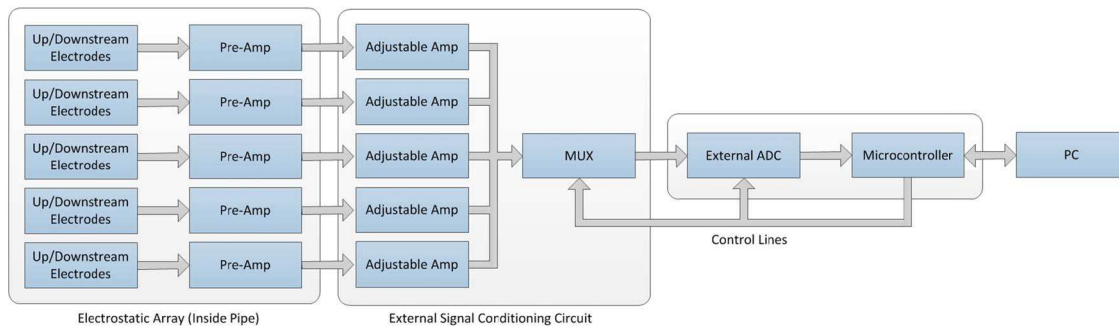 Up/Downstream
Electrodes
Pre-Amp
Adjustable Amp
Up/Downstream
Electrodes
Pre-Amp
Adjustable Amp
Up/Downstream
Electrodes
Pre-Amp
Adjustable Amp
MUX
External ADC
Microcontroller
PC
Up/Downstream
Electrodes
Pre-Amp
Adjustable Amp
Control Lines
Up/Downstream
Electrodes
Pre-Amp
Adjustable Amp
Electrostatic Array (Inside Pipe)
External Signal Conditioning Circuit